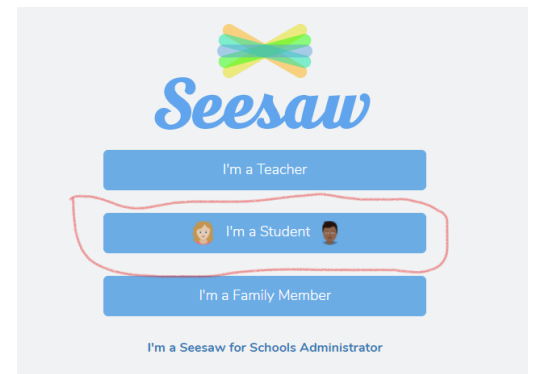 Seesaw
I'm a Teacher
I'm a Student
I'm a Family Member
I'm a Seesaw for Schools Administrator